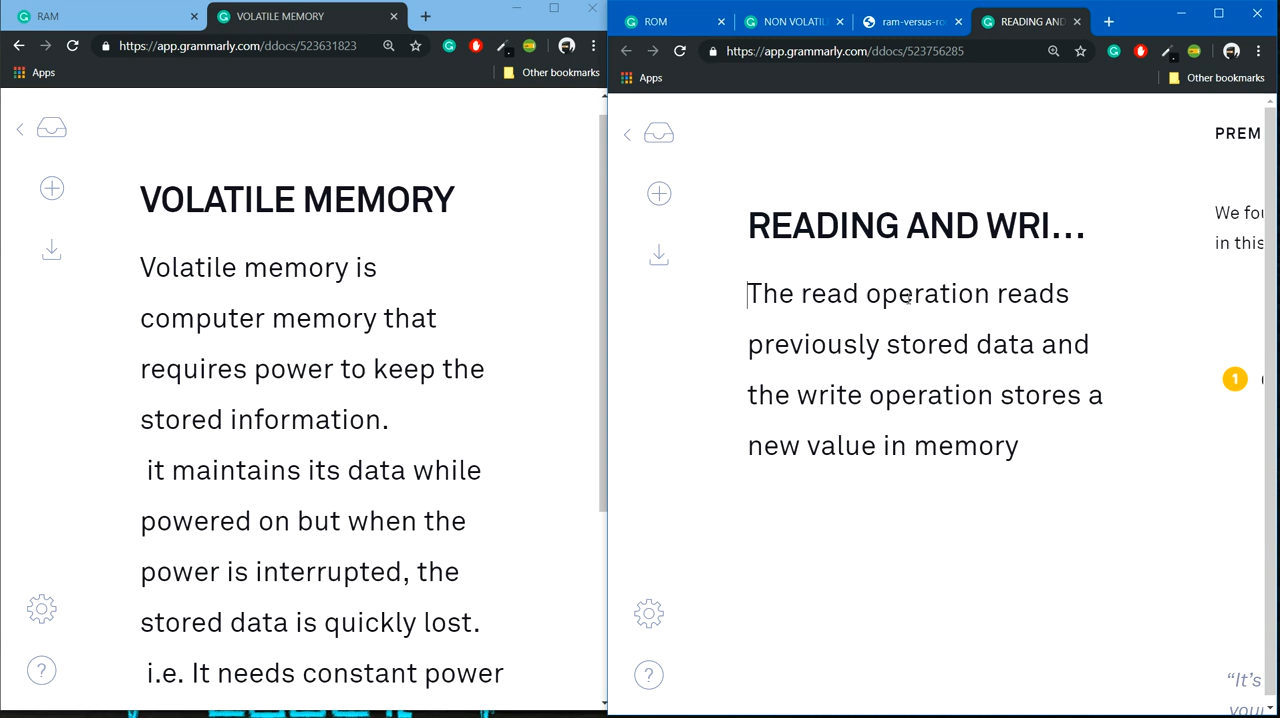 RAM
VOLATILE MEMORY
https://app.grammarly.com/ddocs/523631823
Apps
Other bookmarks
VOLATILE MEMORY
Volatile memory is
computer memory that
requires power to keep the
stored information.
it maintains its data while
powered on but when the
power is interrupted, the
stored data is quickly lost.
i.e. It needs constant power
ROM
NON VOLATIL
ram-versus-ro
READING AND
https://app.grammarly.com/ddocs/523756285
Apps
Other bookmarks
READING AND WRI...
The read operation reads
previously stored data and
the write operation stores a
new value in memory
PREM
We fo
in this
1
"It's
your